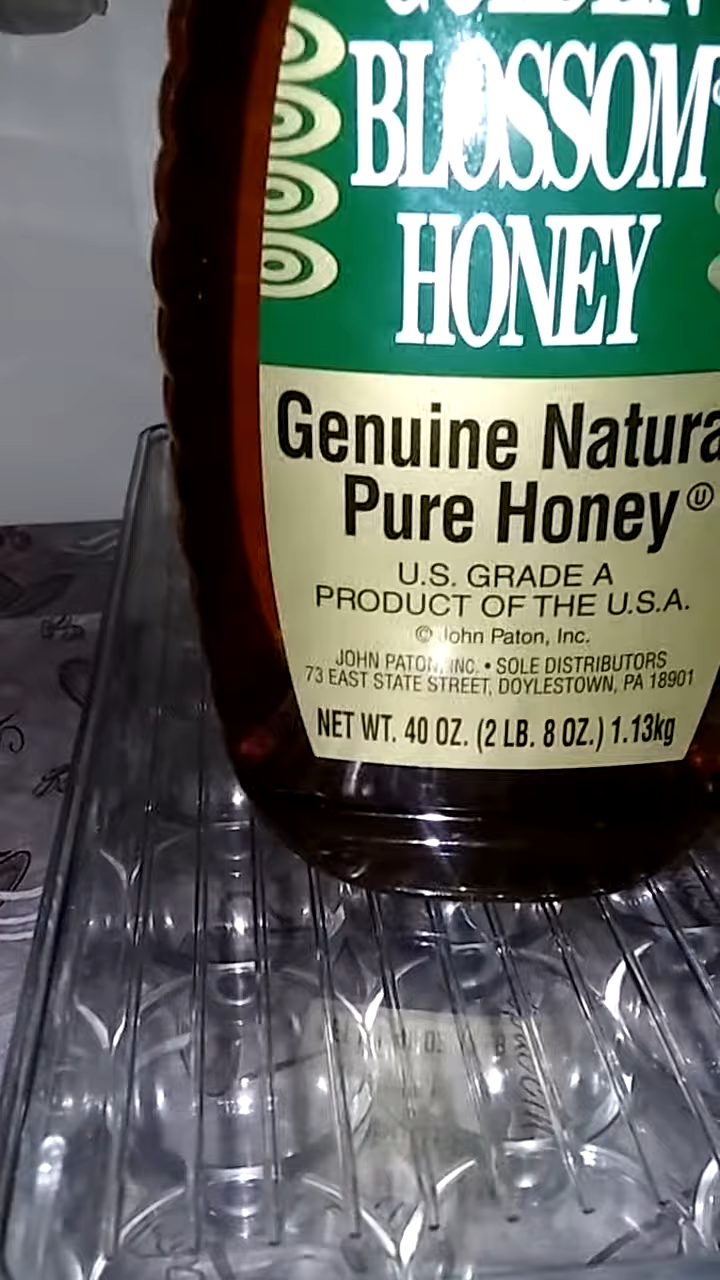 BLOSSOM®
HONEY
Genuine Natura
Pure Honey Ⓤ
U.S. GRADE A
PRODUCT OF THE U.S.A.
© John Paton, Inc.
JOHN PATON, INC. • SOLE DISTRIBUTORS
73 EAST STATE STREET, DOYLESTOWN, PA 18901
NET WT. 40 OZ. (2 LB. 8 OZ.) 1.13kg